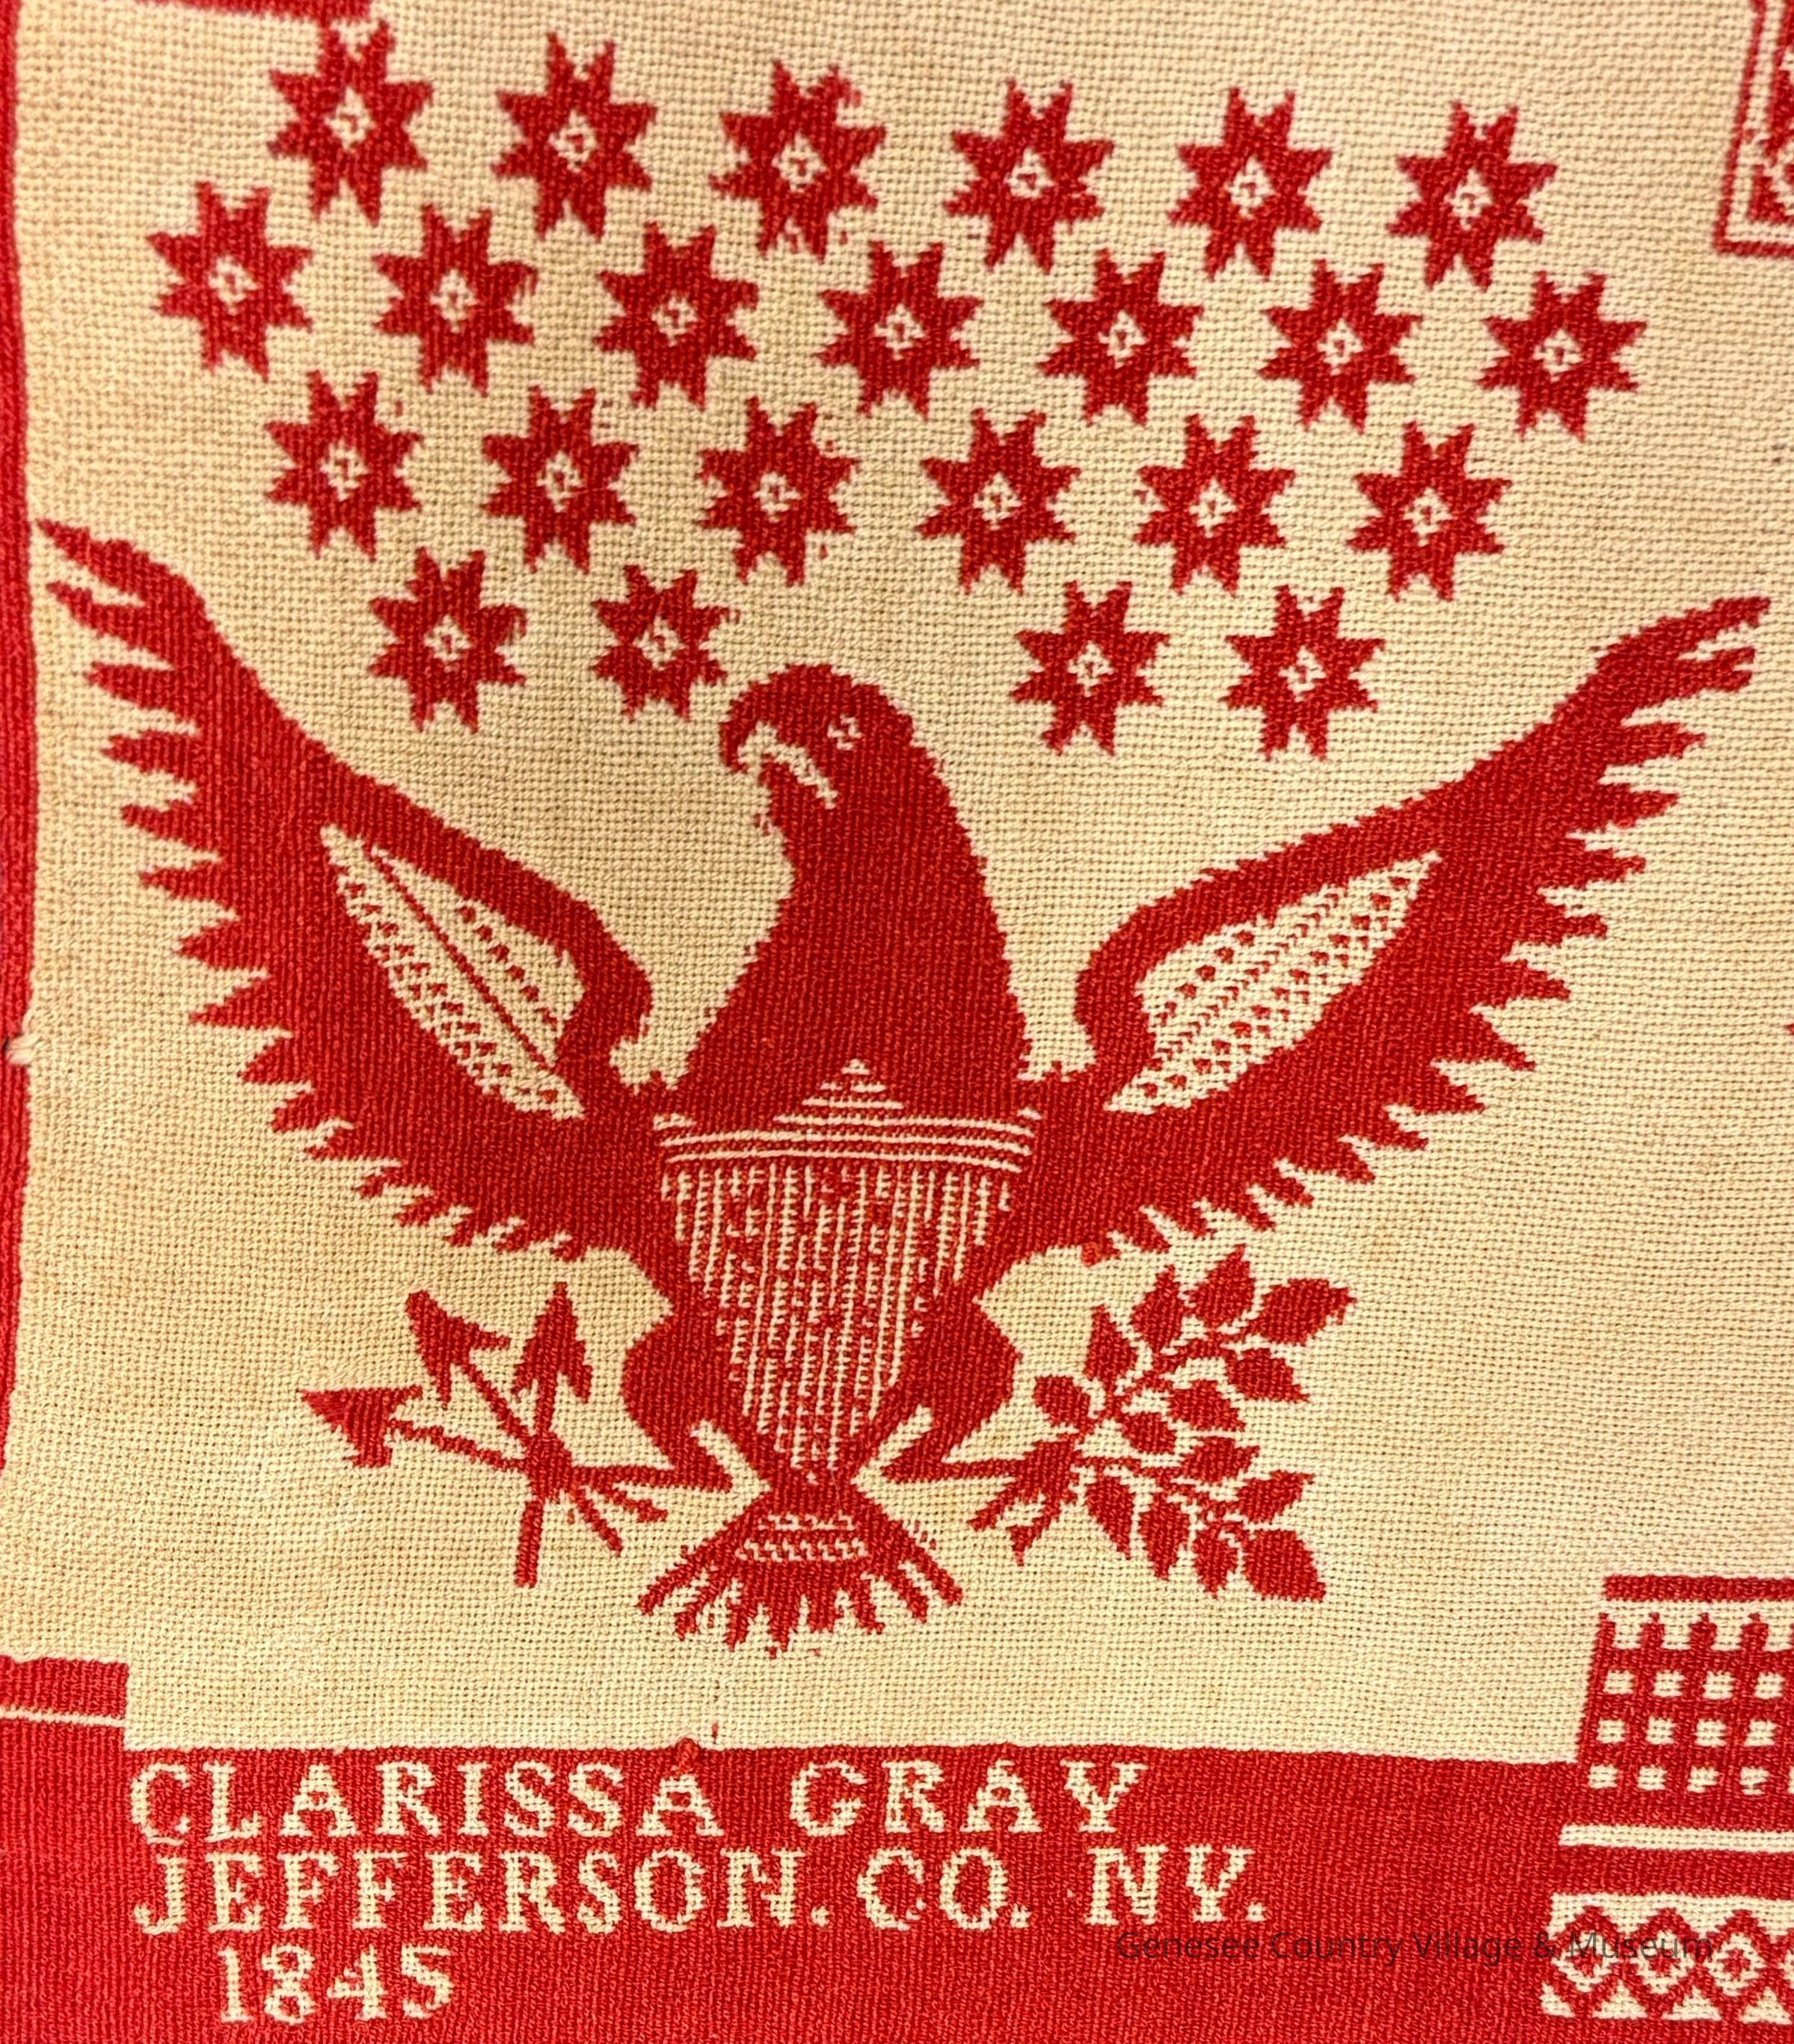 CLARISSA GRAY
JEFFERSON. CO. NY.
1845
Genesee Country Village & Museum